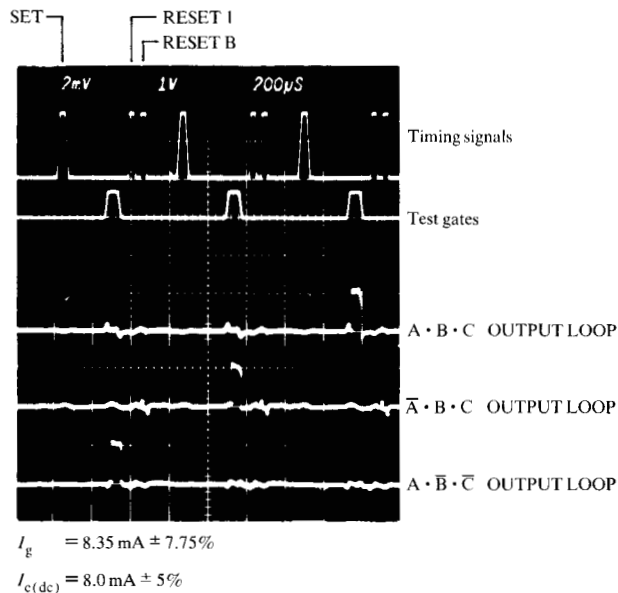 SET
RESET I
RESET B
2mV 1V 200μS
Timing signals
Test gates
A · B · C OUTPUT LOOP
A̅ · B · C OUTPUT LOOP
A · B̅ · C̅ OUTPUT LOOP
I_g = 8.35 mA ± 7.75%
I_c(dc) = 8.0 mA ± 5%